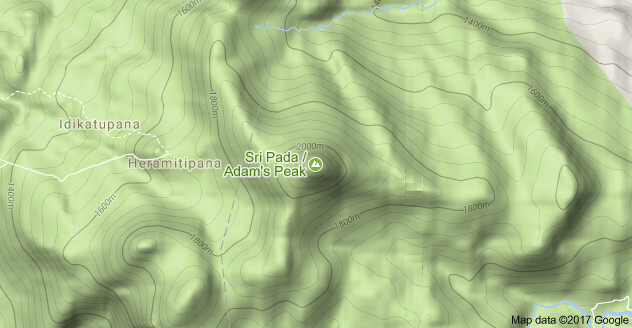 1600m
1400m
1600m
1800m
Idikatupana
2000m
Heramitipana
Sri Pada /
Adam's Peak
1400m
1600m
1800m
1800m
1800m
Map data ©2017 Google